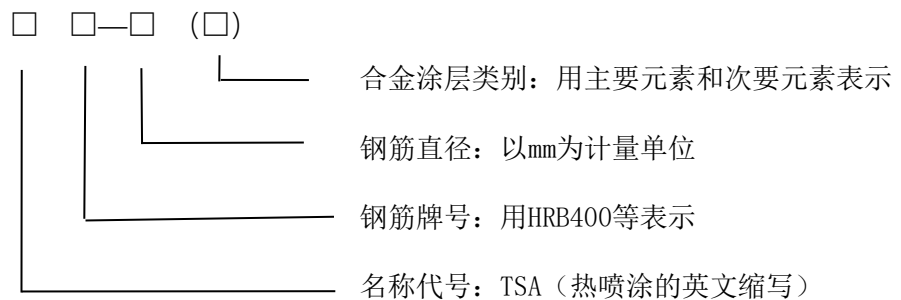 □ □—□ (□)
合金涂层类别：用主要元素和次要元素表示
钢筋直径：以mm为计量单位
钢筋牌号：用HRB400等表示
名称代号：TSA（热喷涂的英文缩写）